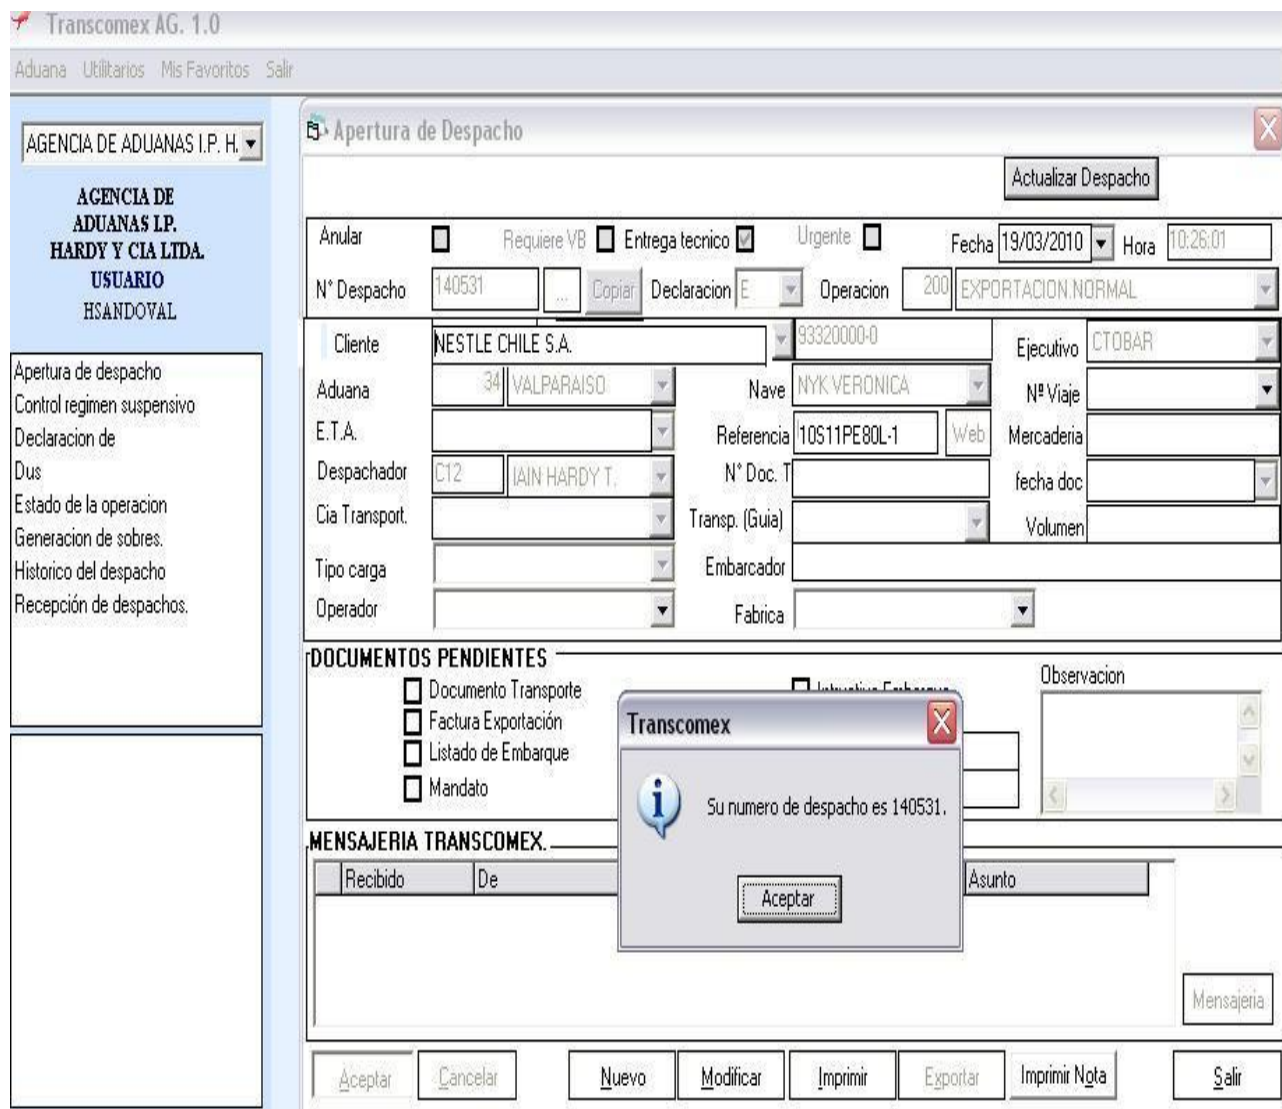 Transcomex AG. 1.0
Aduana Utilitarios Mis Favoritos Salir
AGENCIA DE ADUANAS I.P. H.
AGENCIA DE
ADUANAS I.P.
HARDY Y CIA LTDA.
USUARIO
HSANDOVAL
Apertura de despacho
Control regimen suspensivo
Declaracion de
Dus
Estado de la operacion
Generacion de sobres.
Historico del despacho
Recepción de despachos.
Apertura de Despacho
Actualizar Despacho
Anular Requiere VB Entrega tecnico Urgente Fecha 19/03/2010 Hora 10:26:01
N° Despacho 140531 ... Copiar Declaracion E Operacion 200 EXPORTACION NORMAL
Cliente NESTLE CHILE S.A. 93320000-0 Ejecutivo CTOBAR
Aduana 34 VALPARAISO Nave NYK VERONICA Nº Viaje
E.T.A. Referencia 10S11PE80L-1 Web Mercaderia
Despachador C12 IAIN HARDY T. N° Doc. T fecha doc
Cia Transport. Transp. (Guia) Volumen
Tipo carga Embarcador
Operador Fabrica
DOCUMENTOS PENDIENTES
Documento Transporte Observacion
Factura Exportación
Listado de Embarque
Mandato
Transcomex
Su numero de despacho es 140531.
Aceptar
MENSAJERIA TRANSCOMEX.
Recibido De Asunto
Mensajeria
Aceptar Cancelar Nuevo Modificar Imprimir Exportar Imprimir Nota Salir